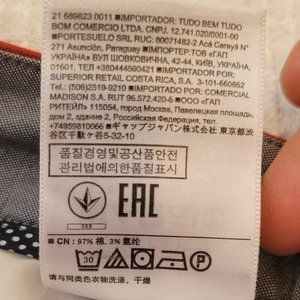 21 689823 0011 ■IMPORTADOR: TUDO BEM TUDO
BOM COMERCIO LTDA, CNPJ. 12.741.020/0001-00
■PORTESUELO SRL RUC: 80071482-2 Acá Carayá N°
271 Asunción, Paraguay ■ІМПОРТЕР: ТОВ «ГАП
УКРАЇНА» ВУЛ ШОВКОВИЧНА, 42-44, КИЇВ, УКРАЇНА,
01601, ТЕЛ +380444904021 ■IMPORTADO POR:
SUPERIOR RETAIL COSTA RICA, S.A. 3-101-660862
Tel.: (506)2519-9210 ■IMPORTADO POR: COMERCIAL
MADISON S.A. RUT 96.572.420-6 ■ООО «ГАП
РИТЕЙЛ» 115054, город Москва, Павелецкая площадь,
дом 2, здание 2, Российская Федерация, тел.
+74959810066 ■ギャップジャパン株式会社 東京都渋
谷区千駄ヶ谷5-32-10
품질경영및공산품안전
관리법에의한품질표시
003
EAC
■ CN : 97% 棉, 3% 氨纶
30
P
请与同类色衣物洗涤, 干燥